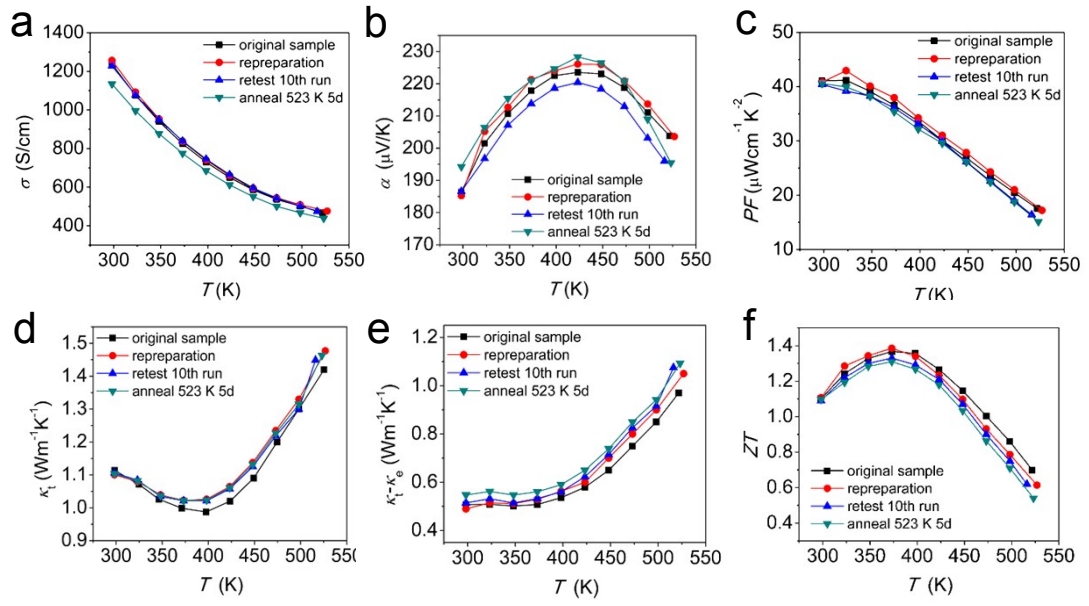 a
1400
1200
1000
800
600
400
σ (S/cm)
original sample
repreparation
retest 10th run
anneal 523 K 5d
300 350 400 450 500 550
T (K)
b
240
230
220
210
200
190
180
170
α (μV/K)
original sample
repreparation
retest 10th run
anneal 523 K 5d
300 350 400 450 500 550
T (K)
c
50
40
30
20
10
PF (μWcm⁻¹K⁻²)
original sample
repreparation
retest 10th run
anneal 523 K 5d
300 350 400 450 500 550
T (K)
d
1.5
1.4
1.3
1.2
1.1
1.0
0.9
κt (Wm⁻¹K⁻¹)
original sample
repreparation
retest 10th run
anneal 523 K 5d
300 350 400 450 500 550
T (K)
e
1.2
1.0
0.8
0.6
0.4
κt-κe (Wm⁻¹K⁻¹)
original sample
repreparation
retest 10th run
anneal 523 K 5d
300 350 400 450 500 550
T (K)
f
1.4
1.2
1.0
0.8
0.6
0.4
ZT
original sample
repreparation
retest 10th run
anneal 523 K 5d
300 350 400 450 500 550
T (K)